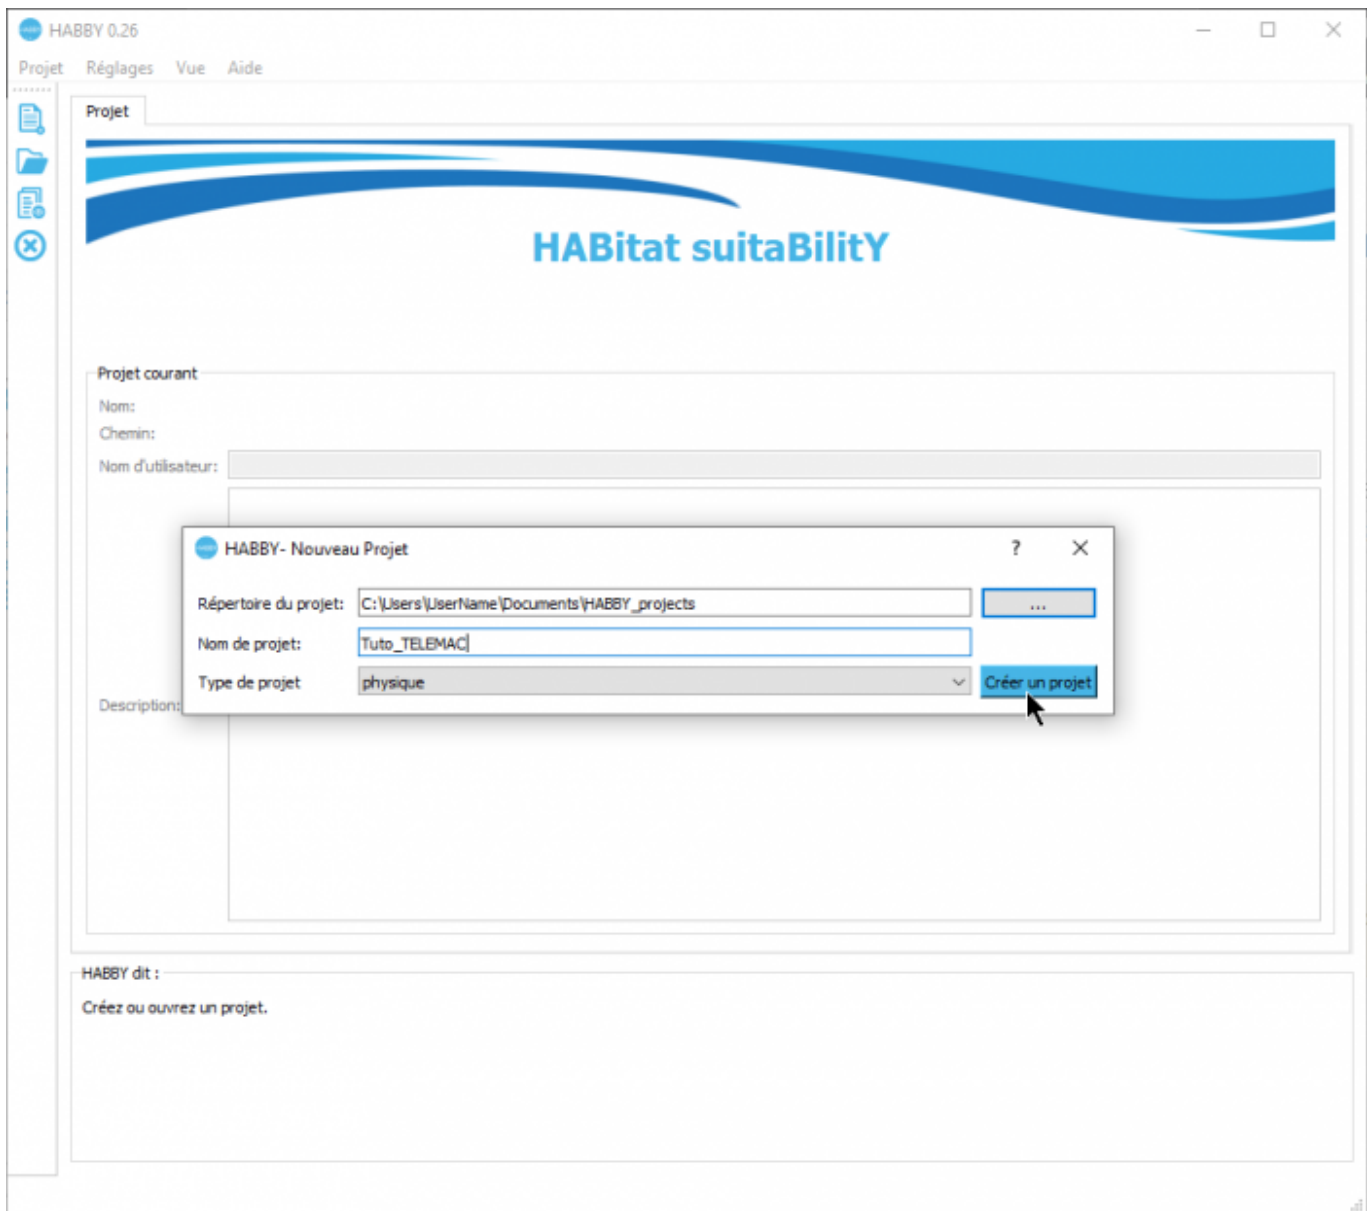 HABBY 0.26
Projet Réglages Vue Aide
Projet
HABitat suitaBilitY
Projet courant
Nom:
Chemin:
Nom d'utilisateur:
HABBY- Nouveau Projet
?
Répertoire du projet: C:\Users\UserName\Documents\HABBY_projects ...
Nom de projet: Tuto_TELEMAC
Type de projet physique Créer un projet
Description:
HABBY dit :
Créez ou ouvrez un projet.